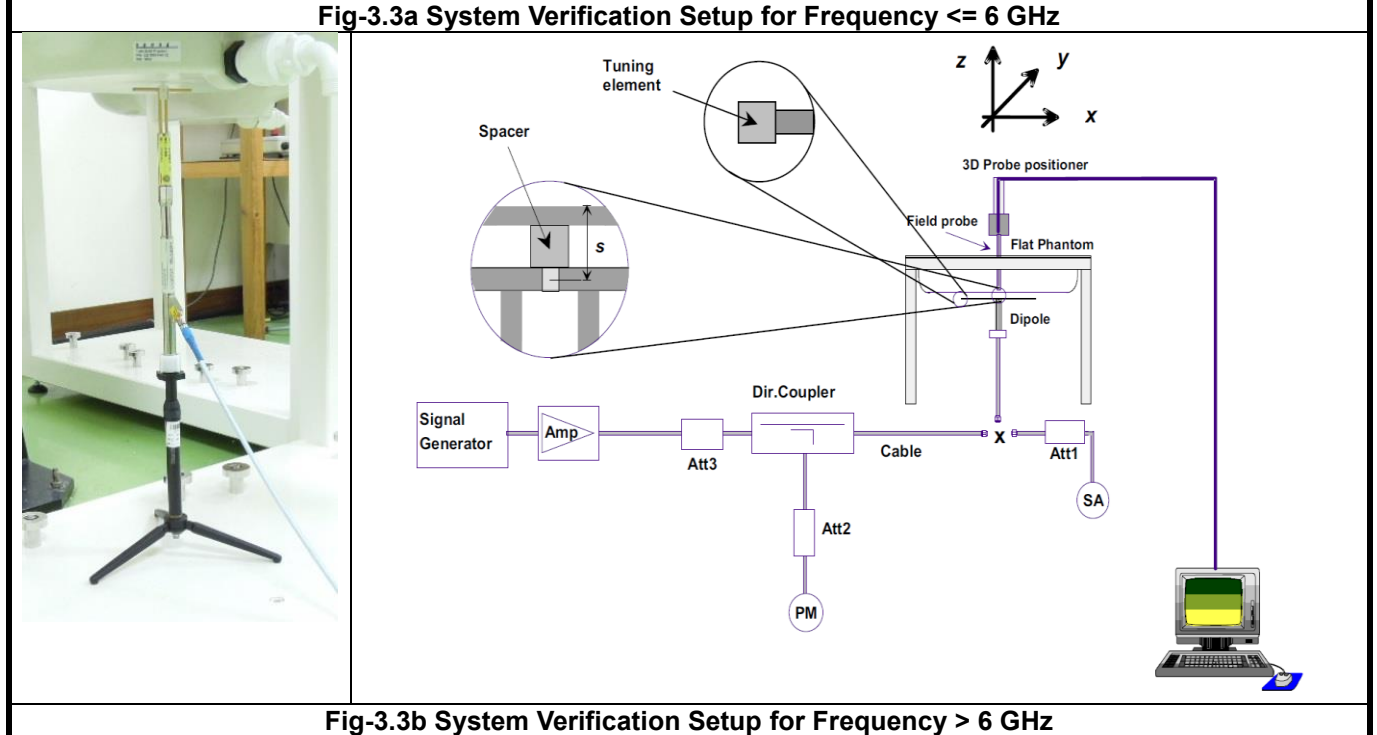 Fig-3.3a System Verification Setup for Frequency <= 6 GHz
Tuning
element
Spacer
s
z
y
x
3D Probe positioner
Field probe
Flat Phantom
Dipole
Dir.Coupler
Signal
Generator
Amp
Att3
Cable
x
Att1
SA
Att2
PM
Fig-3.3b System Verification Setup for Frequency > 6 GHz